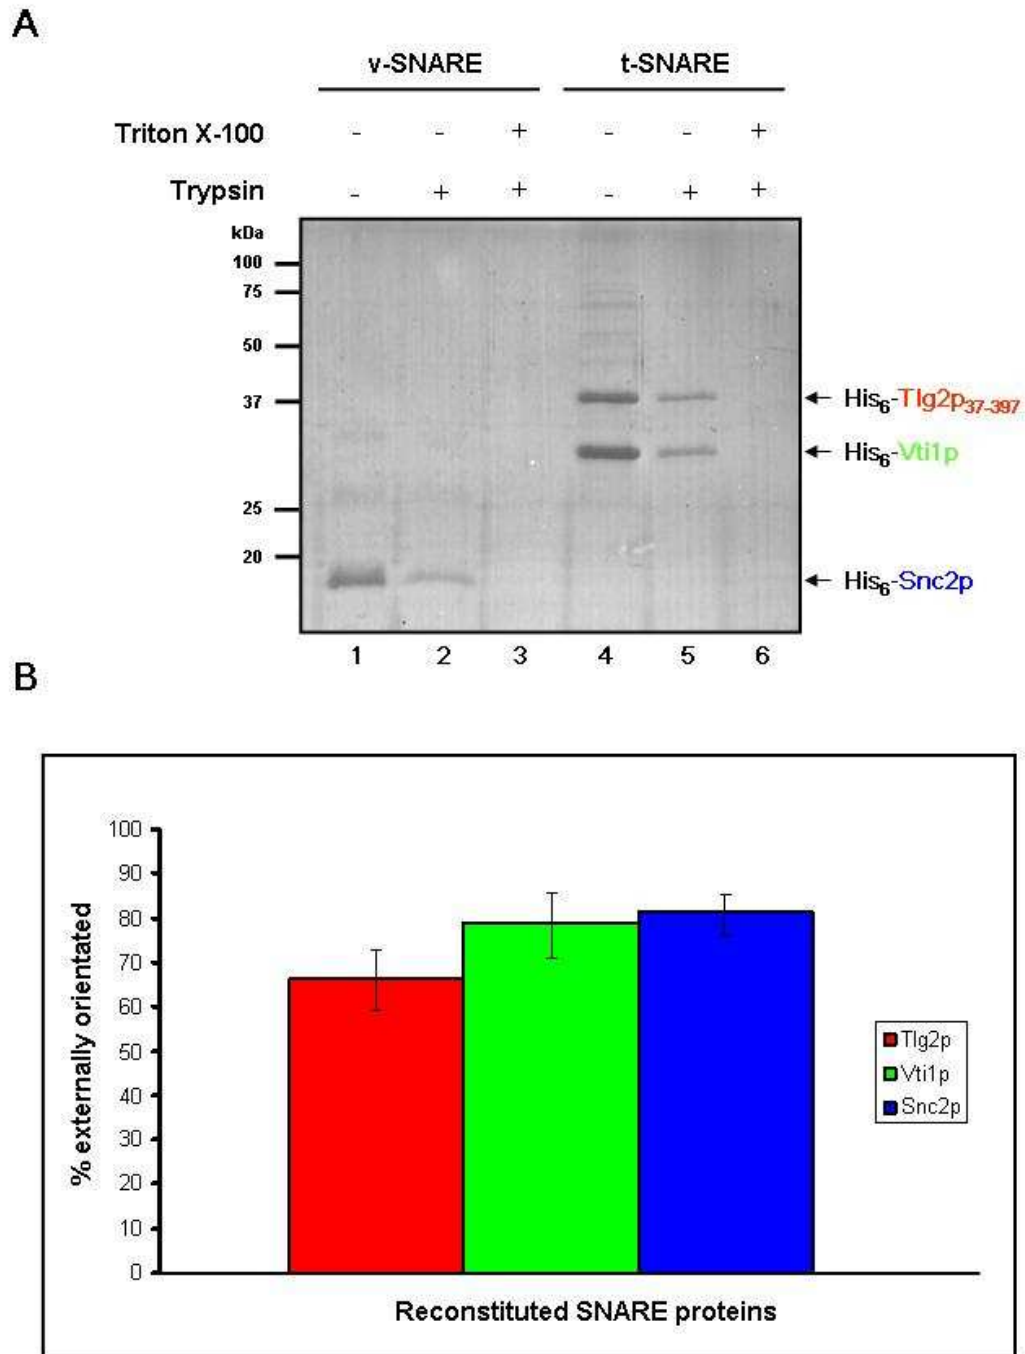 A
v-SNARE t-SNARE
Triton X-100 - - + - - +
Trypsin - + + - + +
kDa
100
75
50
37 His6-Tlg2p37-397
His6-Vti1p
25
20
His6-Snc2p
1 2 3 4 5 6
B
100
90
80
70
60
50
40
30
20
10
0
% externally orientated
Tlg2p
Vti1p
Snc2p
Reconstituted SNARE proteins